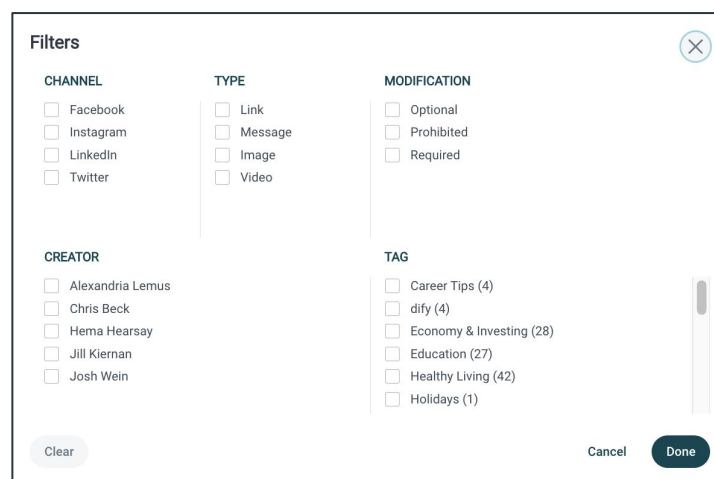 Filters
CHANNEL
Facebook
Instagram
LinkedIn
Twitter
TYPE
Link
Message
Image
Video
MODIFICATION
Optional
Prohibited
Required
CREATOR
Alexandria Lemus
Chris Beck
Hema Hearsay
Jill Kiernan
Josh Wein
TAG
Career Tips (4)
dify (4)
Economy & Investing (28)
Education (27)
Healthy Living (42)
Holidays (1)
Clear
Cancel
Done